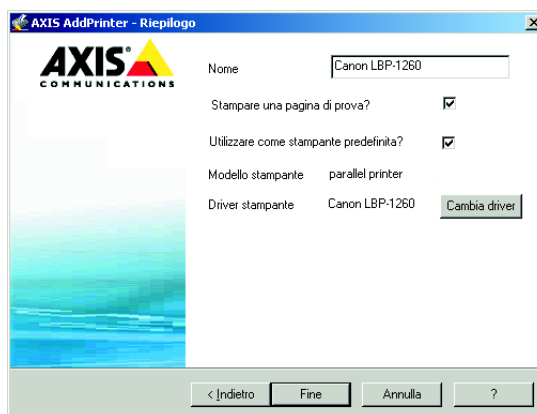 AXIS AddPrinter - Riepilogo
AXIS
COMMUNICATIONS
Nome Canon LBP-1260
Stampare una pagina di prova?
Utilizzare come stampante predefinita?
Modello stampante parallel printer
Driver stampante Canon LBP-1260 Cambia driver
< Indietro Fine Annulla ?